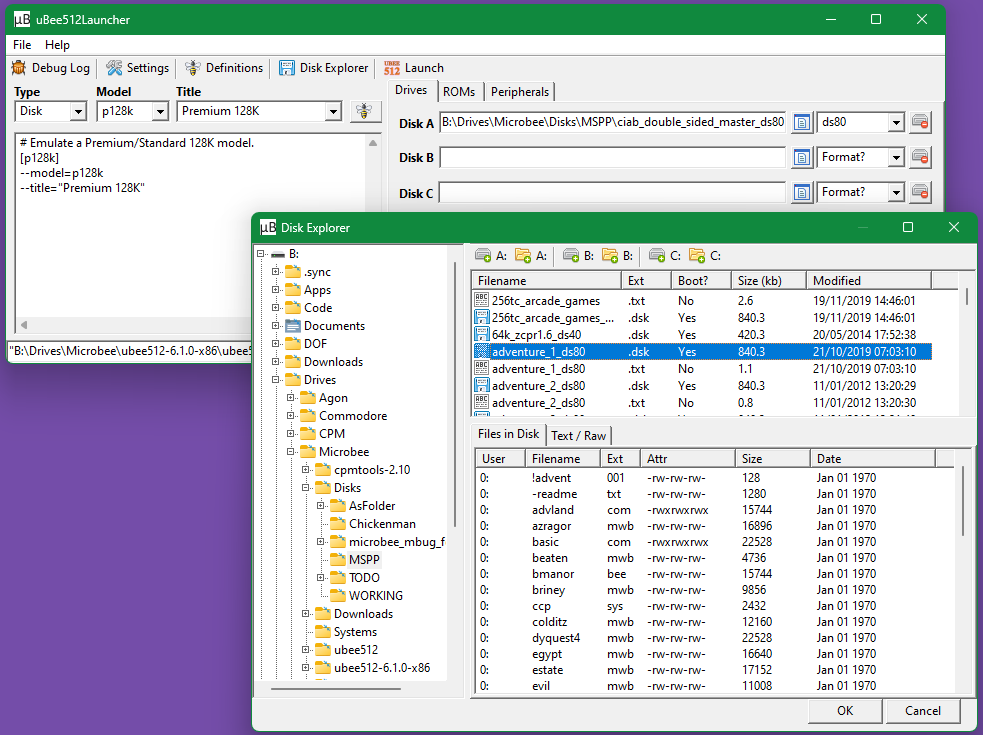 µB uBee512Launcher
File Help
Debug Log Settings Definitions Disk Explorer UBEE 512 Launch
Type Model Title
Disk p128k Premium 128K
# Emulate a Premium/Standard 128K model.
[p128k]
--model=p128k
--title="Premium 128K"
"B:\Drives\Microbee\ubee512-6.1.0-x86\ubee5
Drives ROMs Peripherals
Disk A B:\Drives\Microbee\Disks\MSPP\ciab_double_sided_master_ds80 ds80
Disk B Format?
Disk C Format?
µB Disk Explorer
B:
.sync
Apps
Code
Documents
DOF
Downloads
Drives
Agon
Commodore
CPM
Microbee
cpmtools-2.10
Disks
AsFolder
Chickenman
microbee_mbug_f
MSPP
TODO
WORKING
Downloads
Systems
ubee512
ubee512-6.1.0-x86
A: A: B: B: C: C:
Filename Ext Boot? Size (kb) Modified
256tc_arcade_games .txt No 2.6 19/11/2019 14:46:01
256tc_arcade_games_... .dsk Yes 840.3 19/11/2019 14:46:01
64k_zcpr1.6_ds40 .dsk Yes 420.3 20/05/2014 17:52:38
adventure_1_ds80 .dsk Yes 840.3 21/10/2019 07:03:10
adventure_1_ds80 .txt No 1.1 21/10/2019 07:03:10
adventure_2_ds80 .dsk Yes 840.3 11/01/2012 13:20:29
adventure_2_ds80 .txt No 0.8 11/01/2012 13:20:30
Files in Disk Text / Raw
User Filename Ext Attr Size Date
0: !advent 001 -rw-rw-rw- 128 Jan 01 1970
0: -readme txt -rw-rw-rw- 1280 Jan 01 1970
0: advland com -rwxrwxrwx 15744 Jan 01 1970
0: azragor mwb -rw-rw-rw- 16896 Jan 01 1970
0: basic com -rwxrwxrwx 22528 Jan 01 1970
0: beaten mwb -rw-rw-rw- 4736 Jan 01 1970
0: bmanor bee -rw-rw-rw- 15744 Jan 01 1970
0: briney mwb -rw-rw-rw- 9856 Jan 01 1970
0: ccp sys -rw-rw-rw- 2432 Jan 01 1970
0: colditz mwb -rw-rw-rw- 12160 Jan 01 1970
0: dyquest4 mwb -rw-rw-rw- 22528 Jan 01 1970
0: egypt mwb -rw-rw-rw- 16640 Jan 01 1970
0: estate mwb -rw-rw-rw- 17152 Jan 01 1970
0: evil mwb -rw-rw-rw- 11008 Jan 01 1970
OK Cancel